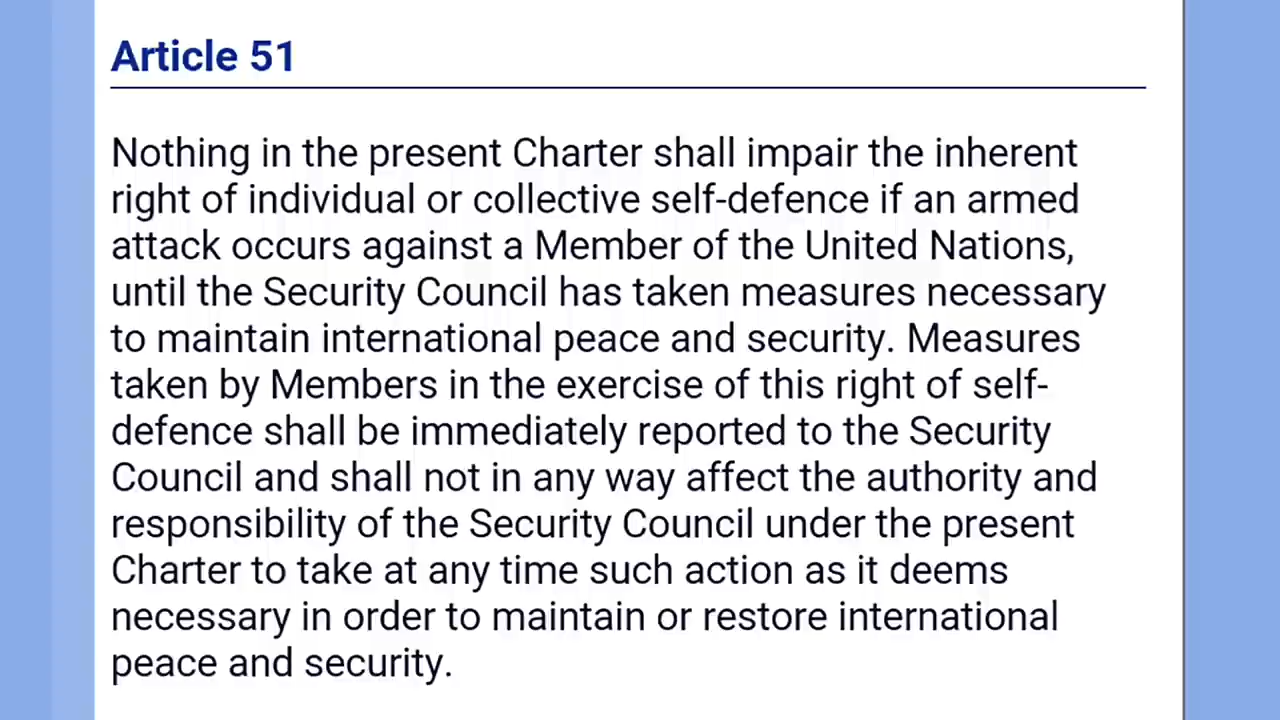 Article 51
Nothing in the present Charter shall impair the inherent
right of individual or collective self-defence if an armed
attack occurs against a Member of the United Nations,
until the Security Council has taken measures necessary
to maintain international peace and security. Measures
taken by Members in the exercise of this right of self-
defence shall be immediately reported to the Security
Council and shall not in any way affect the authority and
responsibility of the Security Council under the present
Charter to take at any time such action as it deems
necessary in order to maintain or restore international
peace and security.